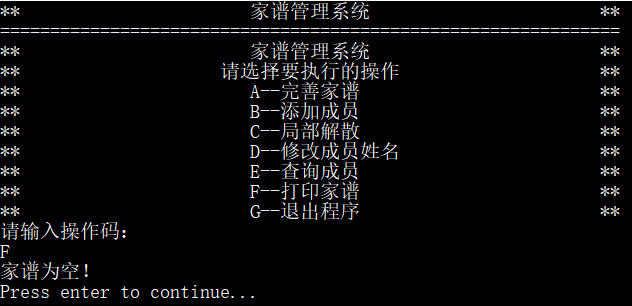 ** 家谱管理系统 **
==============================================================
** 家谱管理系统 **
** 请选择要执行的操作 **
** A--完善家谱 **
** B--添加成员 **
** C--局部解散 **
** D--修改成员姓名 **
** E--查询成员 **
** F--打印家谱 **
** G--退出程序 **
请输入操作码:
F
家谱为空!
Press enter to continue...